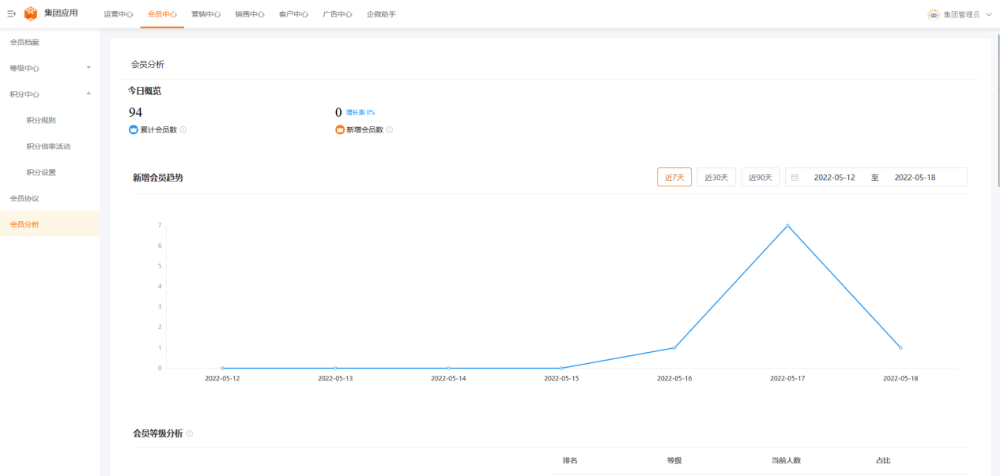 集团应用 运营中心 会员中心 营销中心 销售中心 客户中心 广告中心 企微助手 集团管理员
会员档案
等级中心
积分中心
积分规则
积分倍率活动
积分设置
会员协议
会员分析
会员分析
今日概览
94 0 增长率 0%
累计会员数 新增会员数
新增会员趋势 近7天 近30天 近90天 2022-05-12 至 2022-05-18
7
6
5
4
3
2
1
0
2022-05-12 2022-05-13 2022-05-14 2022-05-15 2022-05-16 2022-05-17 2022-05-18
会员等级分析
排名 等级 当前人数 占比